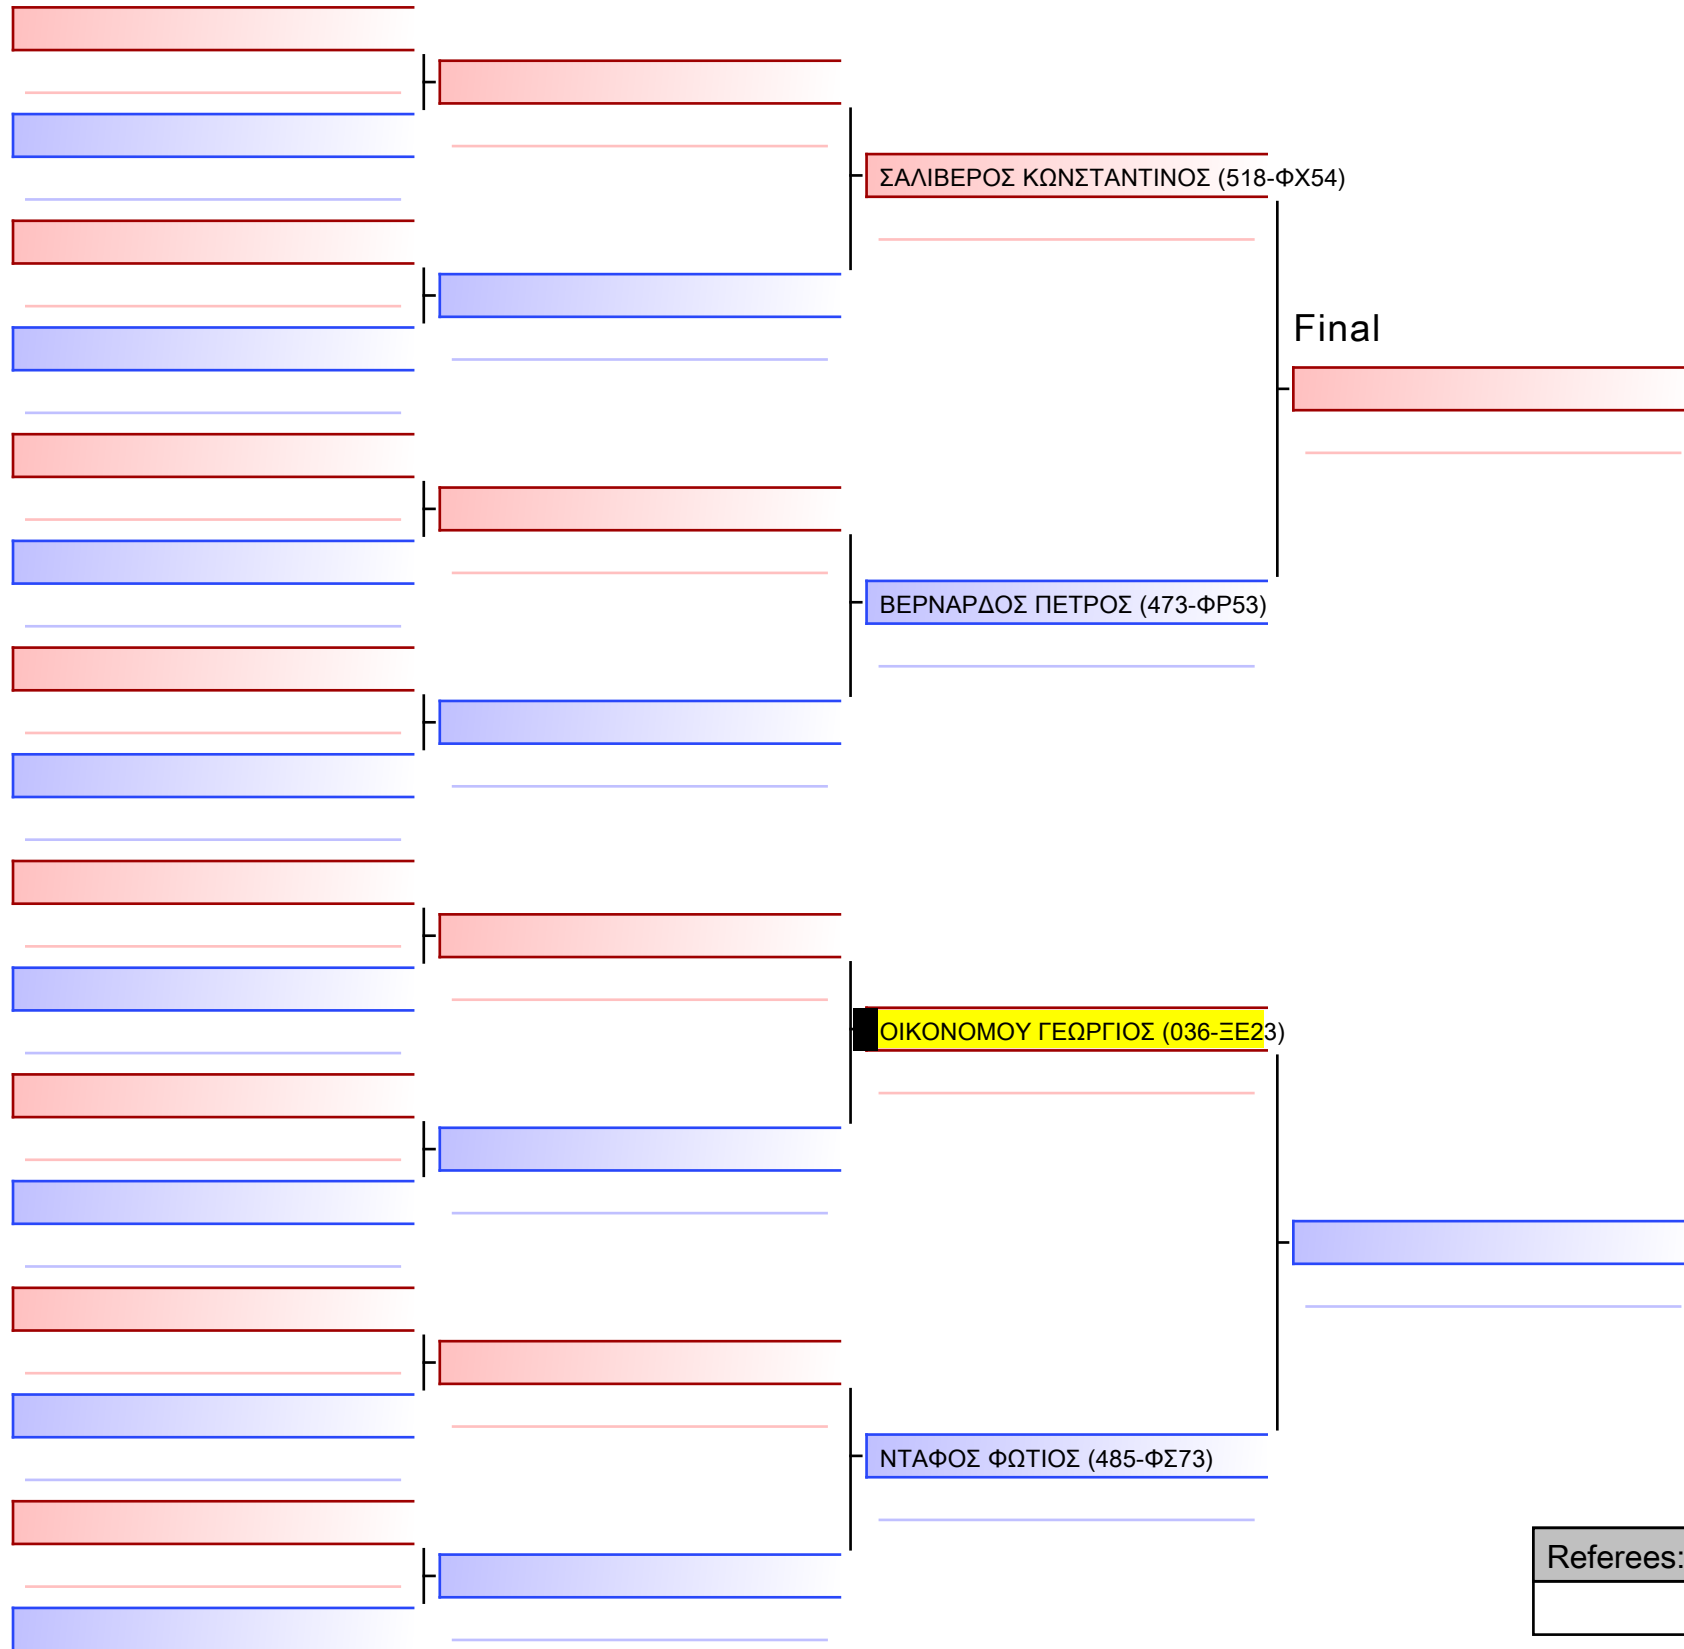 ΣΑΛΙΒΕΡΟΣ ΚΩΝΣΤΑΝΤΙΝΟΣ (518-ΦΧ54)
Final
ΒΕΡΝΑΡΔΟΣ ΠΕΤΡΟΣ (473-ΦΡ53)
ΟΙΚΟΝΟΜΟΥ ΓΕΩΡΓΙΟΣ (036-ΞΕ23)
ΝΤΑΦΟΣ ΦΩΤΙΟΣ (485-ΦΣ73)
Referees: